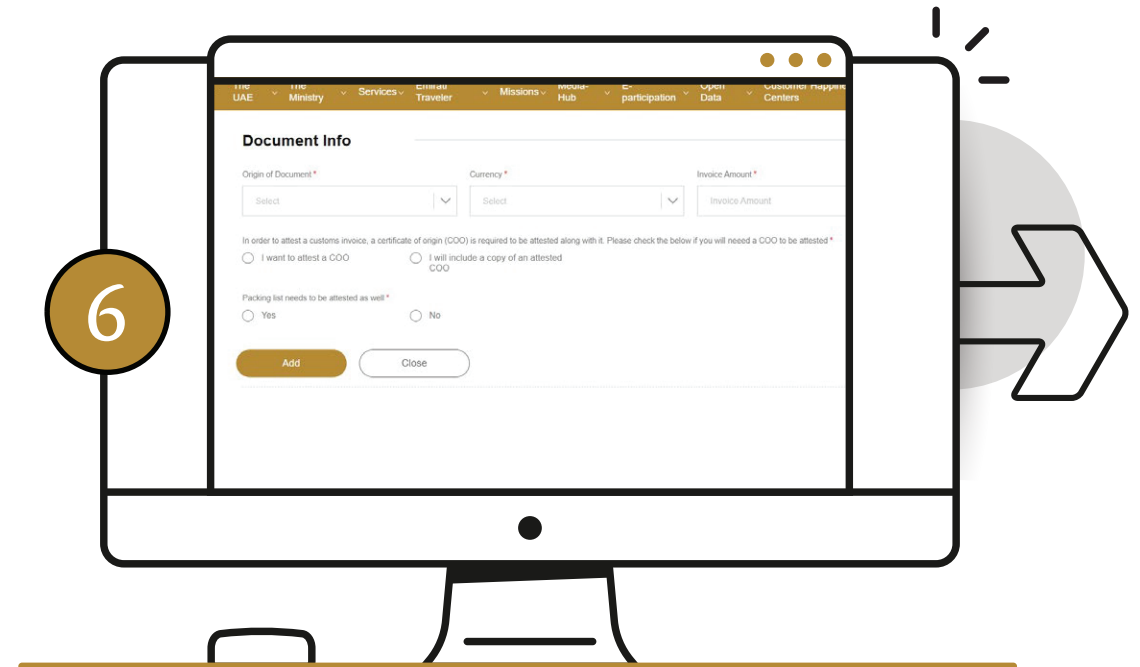 The UAE The Ministry Services Emirati Traveler Missions Media-Hub E-participation Open Data Customer Happine Centers
Document Info
Origin of Document * Currency * Invoice Amount *
Select Select Invoice Amount
In order to attest a customs invoice, a certificate of origin (COO) is required to be attested along with it. Please check the below if you will neeed a COO to be attested *
I want to attest a COO I will include a copy of an attested
COO
Packing list needs to be attested as well *
Yes No
6
Add Close